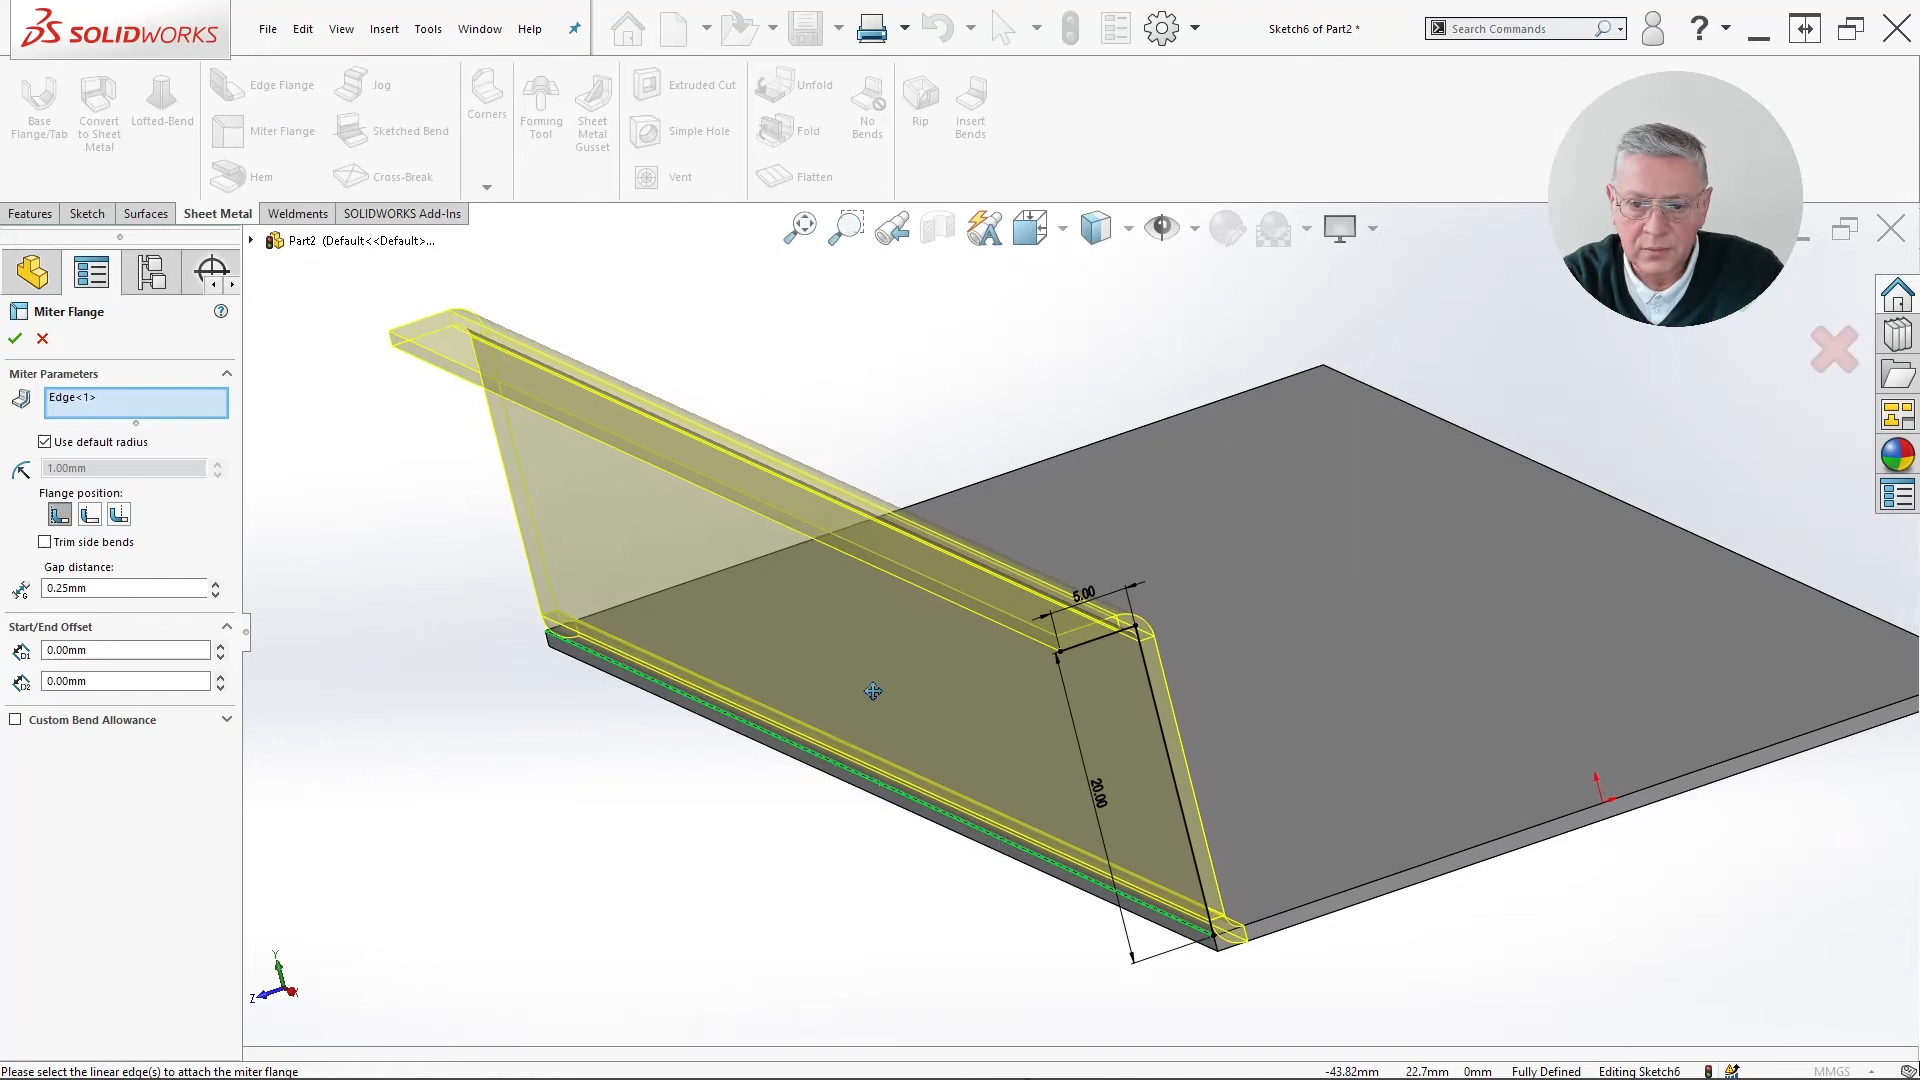 SOLIDWORKS
File Edit View Insert Tools Window Help
Sketch6 of Part2 *
Search Commands
?
Base Flange/Tab
Convert to Sheet Metal
Lofted-Bend
Edge Flange
Miter Flange
Hem
Jog
Sketched Bend
Cross-Break
Corners
Forming Tool
Sheet Metal Gusset
Extruded Cut
Simple Hole
Vent
Unfold
Fold
Flatten
No Bends
Rip
Insert Bends
Features Sketch Surfaces Sheet Metal Weldments SOLIDWORKS Add-Ins
Part2 (Default<<Default>...
Miter Flange
?
Miter Parameters
Edge<1>
Use default radius
1.00mm
Flange position:
Trim side bends
Gap distance:
G
0.25mm
Start/End Offset
D1
0.00mm
D2
0.00mm
Custom Bend Allowance
5.00
20.00
Y
Z
X
Please select the linear edge(s) to attach the miter flange
-43.82mm 22.7mm 0mm Fully Defined Editing Sketch6 MMGS